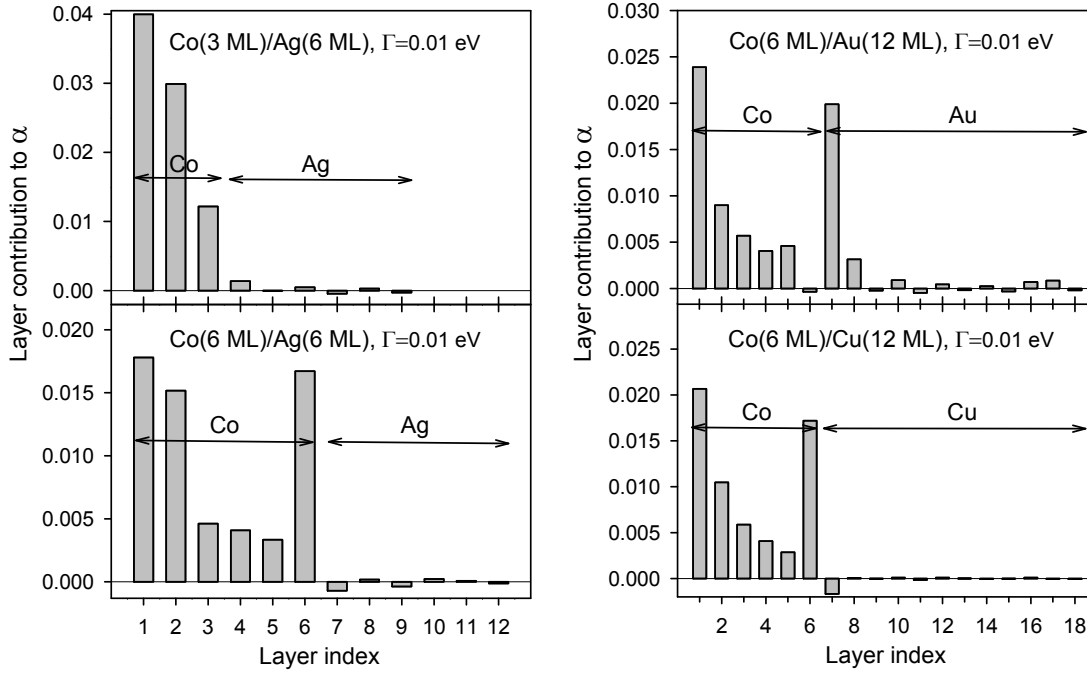 Layer contribution to α
0.04
0.03
0.02
0.01
0.00
Co(3 ML)/Ag(6 ML), Γ=0.01 eV
Co
Ag
0.020
0.015
0.010
0.005
0.000
Co(6 ML)/Ag(6 ML), Γ=0.01 eV
Co
Ag
1 2 3 4 5 6 7 8 9 10 11 12
Layer index
Layer contribution to α
0.030
0.025
0.020
0.015
0.010
0.005
0.000
Co(6 ML)/Au(12 ML), Γ=0.01 eV
Co
Au
0.025
0.020
0.015
0.010
0.005
0.000
Co(6 ML)/Cu(12 ML), Γ=0.01 eV
Co
Cu
2 4 6 8 10 12 14 16 18
Layer index